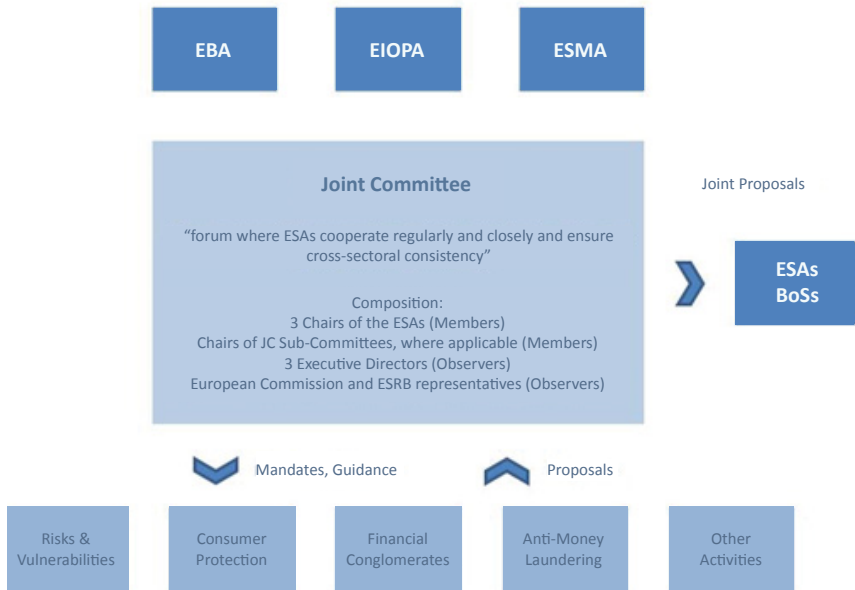 EBA
EIOPA
ESMA
Joint Committee
“forum where ESAs cooperate regularly and closely and ensure
cross-sectoral consistency”
Composition:
3 Chairs of the ESAs (Members)
Chairs of JC Sub-Committees, where applicable (Members)
3 Executive Directors (Observers)
European Commission and ESRB representatives (Observers)
Joint Proposals
ESAs
BoSs
Mandates, Guidance
Proposals
Risks &
Vulnerabilities
Consumer
Protection
Financial
Conglomerates
Anti-Money
Laundering
Other
Activities